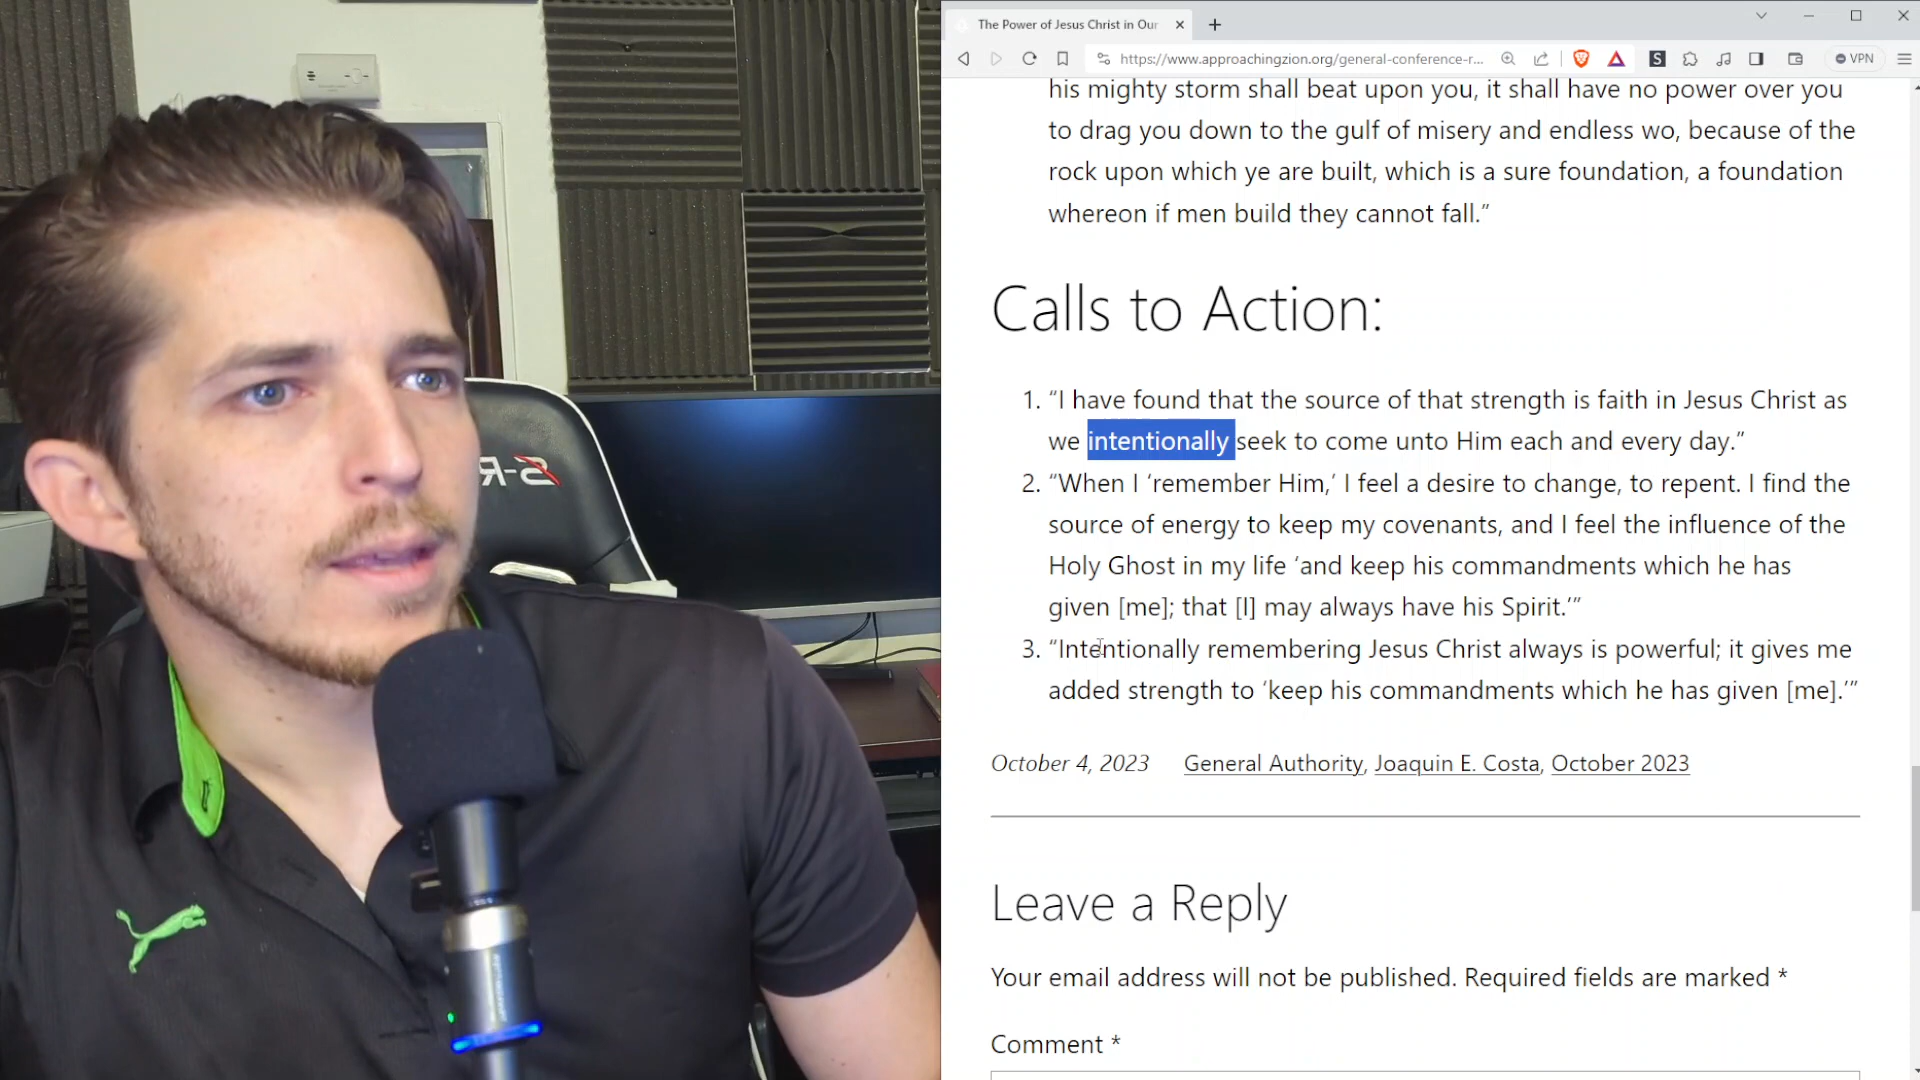 The Power of Jesus Christ in Our
https://www.approachingzion.org/general-conference-r...
VPN
his mighty storm shall beat upon you, it shall have no power over you
to drag you down to the gulf of misery and endless wo, because of the
rock upon which ye are built, which is a sure foundation, a foundation
whereon if men build they cannot fall.”
Calls to Action:
1. “I have found that the source of that strength is faith in Jesus Christ as
we intentionally seek to come unto Him each and every day.”
2. “When I ‘remember Him,’ I feel a desire to change, to repent. I find the
source of energy to keep my covenants, and I feel the influence of the
Holy Ghost in my life ‘and keep his commandments which he has
given [me]; that [I] may always have his Spirit.’”
3. “Intentionally remembering Jesus Christ always is powerful; it gives me
added strength to ‘keep his commandments which he has given [me].’”
October 4, 2023 General Authority, Joaquin E. Costa, October 2023
Leave a Reply
Your email address will not be published. Required fields are marked *
Comment *